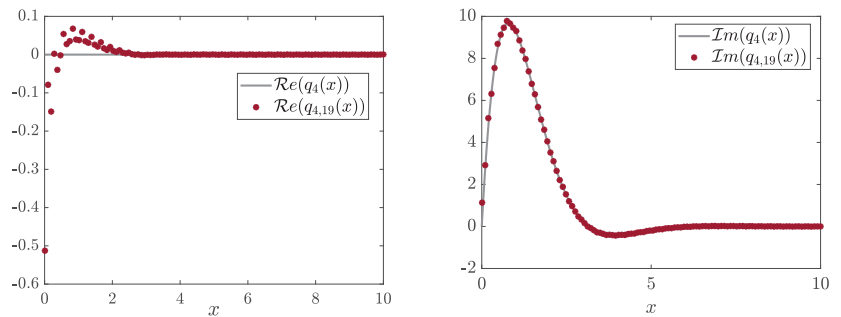 0.1
0
-0.1
-0.2
-0.3
-0.4
-0.5
-0.6
0 2 4 6 8 10
x
Re(q₄(x))
Re(q₄,₁₉(x))
10
8
6
4
2
0
-2
0 5 10
x
Im(q₄(x))
Im(q₄,₁₉(x))